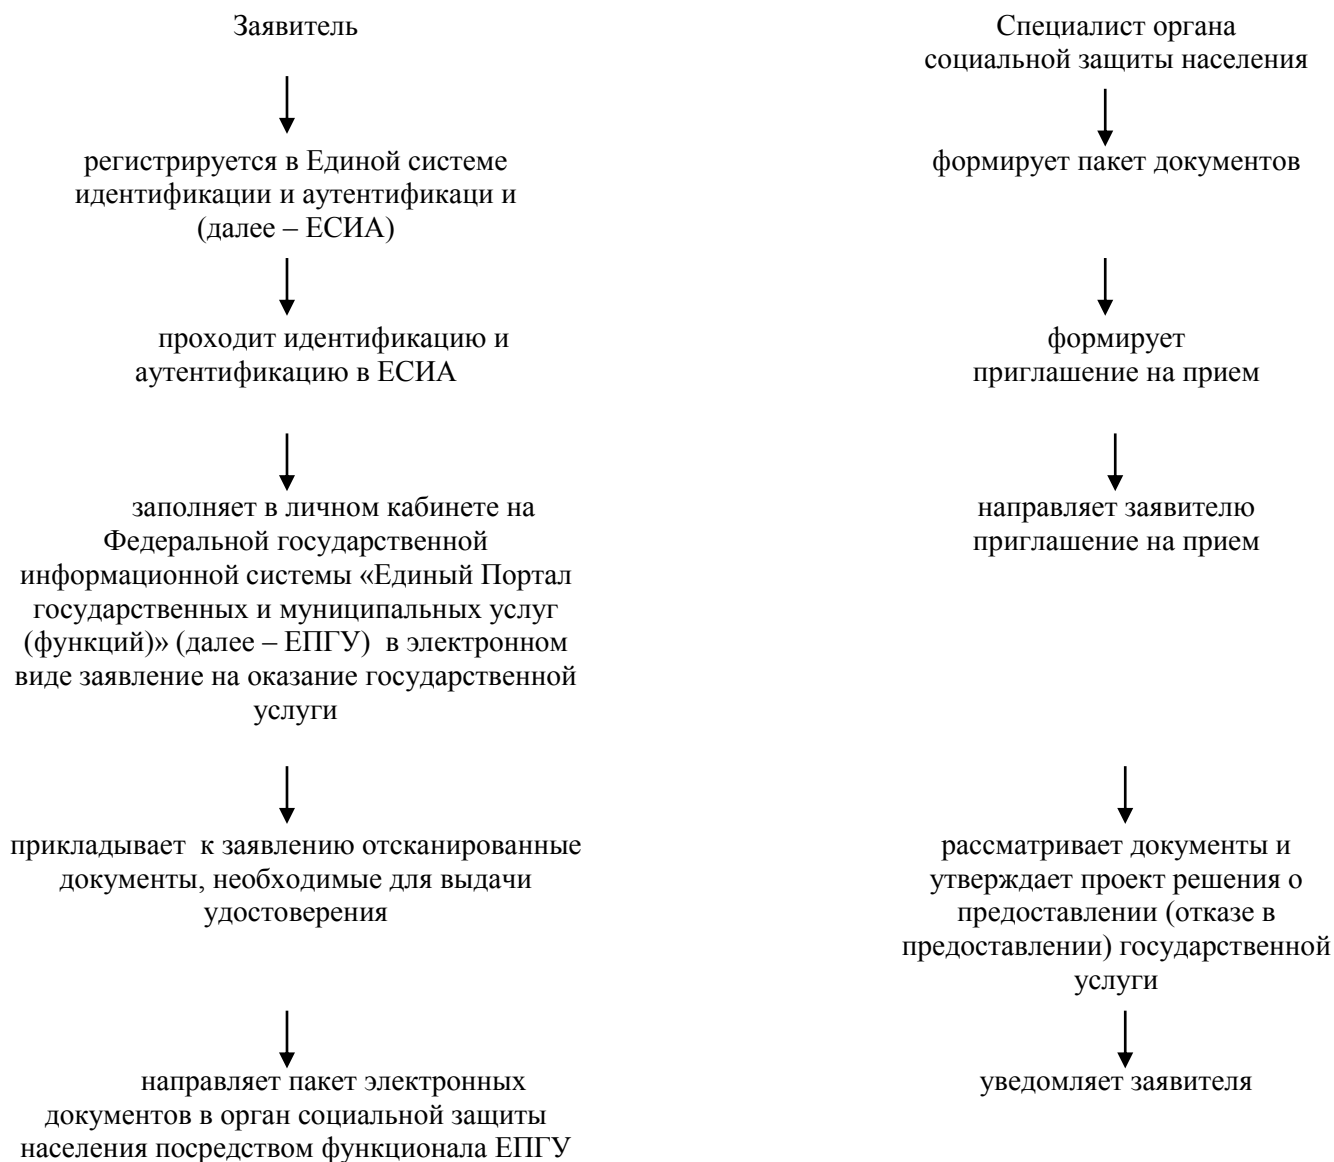 Заявитель
регистрируется в Единой системе
идентификации и аутентификаци и
(далее – ЕСИА)
проходит идентификацию и
аутентификацию в ЕСИА
заполняет в личном кабинете на
Федеральной государственной
информационной системы «Единый Портал
государственных и муниципальных услуг
(функций)» (далее – ЕПГУ)  в электронном
виде заявление на оказание государственной
услуги
прикладывает  к заявлению отсканированные
документы, необходимые для выдачи
удостоверения
направляет пакет электронных
документов в орган социальной защиты
населения посредством функционала ЕПГУ
Специалист органа
социальной защиты населения
формирует пакет документов
формирует
приглашение на прием
направляет заявителю
приглашение на прием
рассматривает документы и
утверждает проект решения о
предоставлении (отказе в
предоставлении) государственной
услуги
уведомляет заявителя